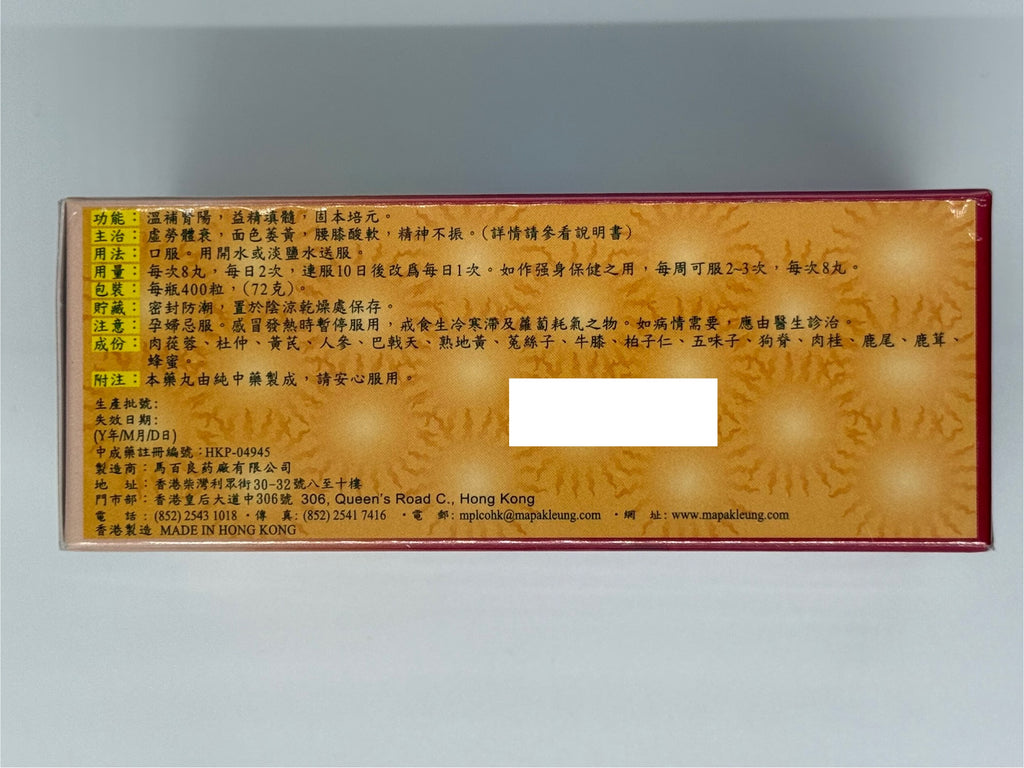 功能：溫補腎陽，益精填髓，固本培元。
主治：虛勞體衰，面色萎黃，腰膝酸軟，精神不振。(詳情請參看說明書)
用法：口服。用開水或淡鹽水送服。
用量：每次8丸，每日2次，連服10日後改爲每日1次。如作强身保健之用，每周可服2~3次，每次8丸。
包裝：每瓶400粒，(72克)。
貯藏：密封防潮，置於陰涼乾燥處保存。
注意：孕婦忌服。感冒發熱時暫停服用，戒食生冷寒滯及蘿蔔耗氣之物。如病情需要，應由醫生診治。
成份：肉蓯蓉、杜仲、黃芪、人參、巴戟天、熟地黃、菟絲子、牛膝、柏子仁、五味子、狗脊、肉桂、鹿尾、鹿茸、
蜂蜜。
附注：本藥丸由純中藥製成，請安心服用。
生產批號：
失效日期：
(Y年/M月/D日)
中成藥註冊編號：HKP-04945
製造商：馬百良药廠有限公司
地 址：香港柴灣利眾街30-32號八至十樓
門市部：香港皇后大道中306號 306, Queen's Road C., Hong Kong
電 話：(852) 2543 1018・傳 真: (852) 2541 7416 ・電 郵: mplcohk@mapakleung.com ・網 址: www.mapakleung.com
香港製造 MADE IN HONG KONG